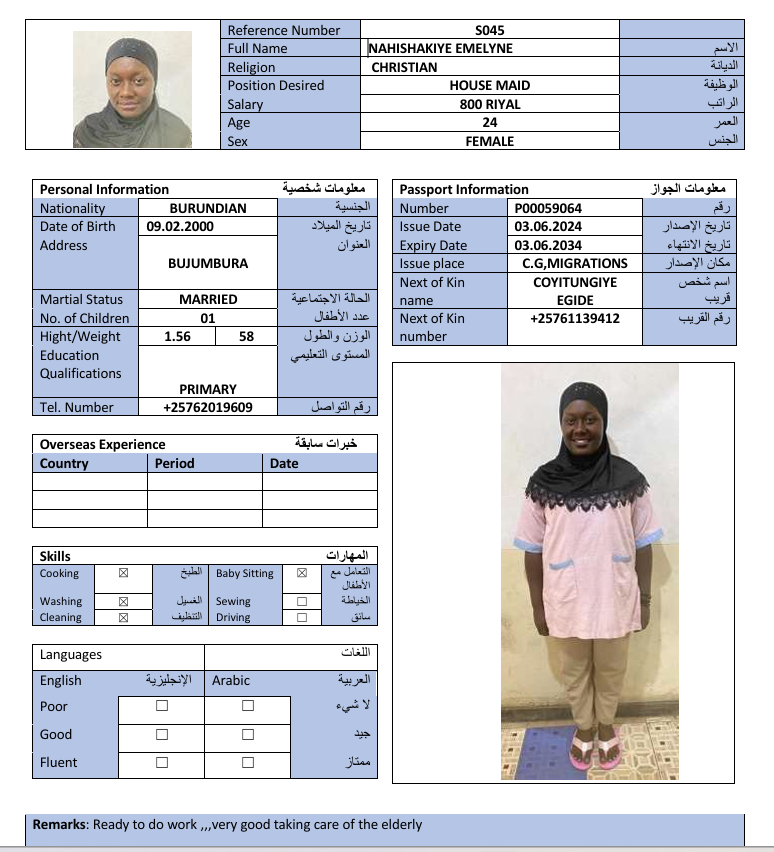 Reference Number S045
Full Name NAHISHAKIYE EMELYNE الاسم
Religion CHRISTIAN الديانة
Position Desired HOUSE MAID الوظيفة
Salary 800 RIYAL الراتب
Age 24 العمر
Sex FEMALE الجنس
Personal Information معلومات شخصية
Nationality BURUNDIAN الجنسية
Date of Birth 09.02.2000 تاريخ الميلاد
Address BUJUMBURA العنوان
Martial Status MARRIED الحالة الاجتماعية
No. of Children 01 عدد الأطفال
Hight/Weight 1.56 58 الوزن والطول
Education المستوى التعليمي
Qualifications PRIMARY
Tel. Number +25762019609 رقم التواصل
Passport Information معلومات الجواز
Number P00059064 رقم
Issue Date 03.06.2024 تاريخ الإصدار
Expiry Date 03.06.2034 تاريخ الانتهاء
Issue place C.G,MIGRATIONS مكان الإصدار
Next of Kin COYITUNGIYE اسم شخص
name EGIDE قريب
Next of Kin +25761139412 رقم القريب
number
Overseas Experience خبرات سابقة
Country Period Date
Skills المهارات
Cooking ☒ الطبخ Baby Sitting ☒ التعامل مع
الأطفال
Washing ☒ الغسيل Sewing ☐ الخياطة
Cleaning ☒ التنظيف Driving ☐ سائق
Languages اللغات
English الإنجليزية Arabic العربية
Poor ☐ ☐ لا شيء
Good ☐ ☐ جيد
Fluent ☐ ☐ ممتاز
Remarks: Ready to do work ,,,very good taking care of the elderly